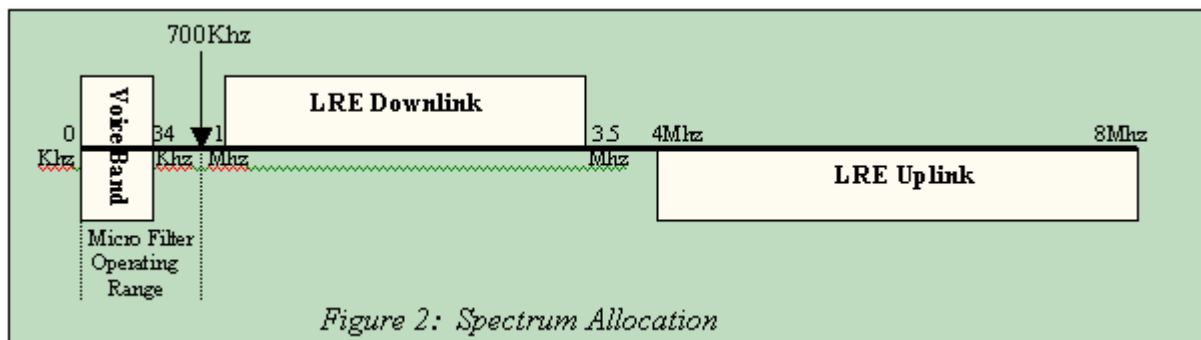 700Khz
Voice Band
LRE Downlink
0
Khz
34
Khz
1
Mhz
3.5
Mhz
4Mhz
8Mhz
LRE Uplink
Micro Filter
Operating
Range
Figure 2: Spectrum Allocation